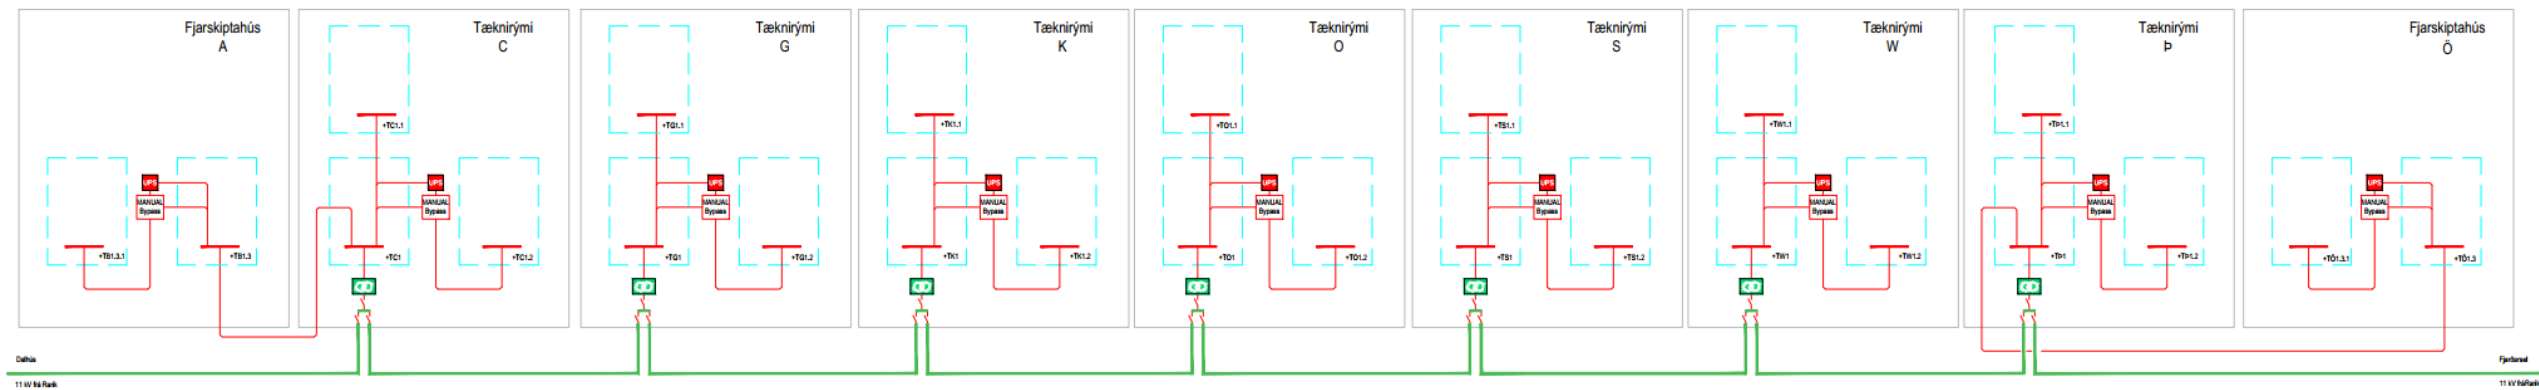 Fjarskiptahús
A
+TB1.3.1
UPS
MANUAL
Bypass
+TB1.3
Tæknirými
C
+TC1.1
UPS
MANUAL
Bypass
+TC1
+TC1.2
Tæknirými
G
+TG1.1
UPS
MANUAL
Bypass
+TG1
+TG1.2
Tæknirými
K
+TK1.1
UPS
MANUAL
Bypass
+TK1
+TK1.2
Tæknirými
O
+TO1.1
UPS
MANUAL
Bypass
+TO1
+TO1.2
Tæknirými
S
+TS1.1
UPS
MANUAL
Bypass
+TS1
+TS1.2
Tæknirými
W
+TW1.1
UPS
MANUAL
Bypass
+TW1
+TW1.2
Tæknirými
Þ
+TÞ1.1
UPS
MANUAL
Bypass
+TÞ1
+TÞ1.2
Fjarskiptahús
Ö
UPS
MANUAL
Bypass
+TÖ1.3.1
+TÖ1.3
Dalhús
11 kV frá Rarik
Fjarðarsel
11 kV frá Rarik